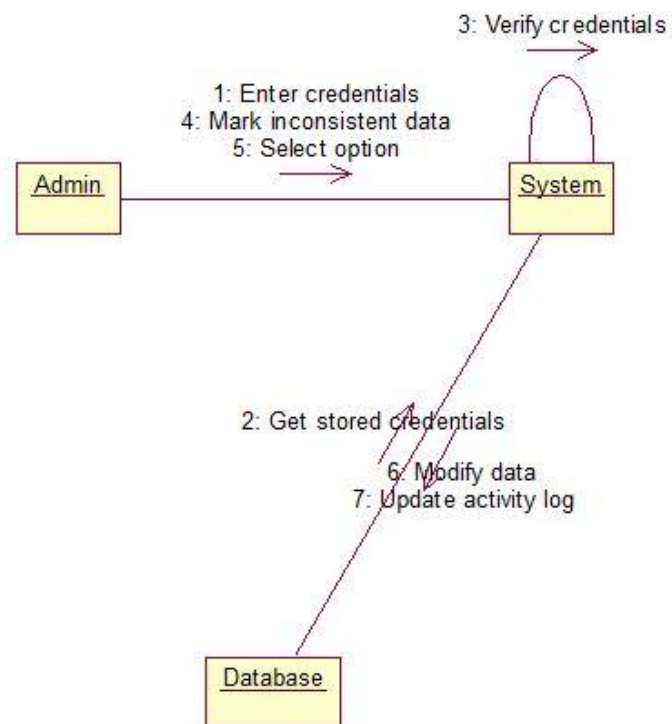 3: Verify credentials
1: Enter credentials
4: Mark inconsistent data
5: Select option
Admin
System
2: Get stored credentials
6: Modify data
7: Update activity log
Database